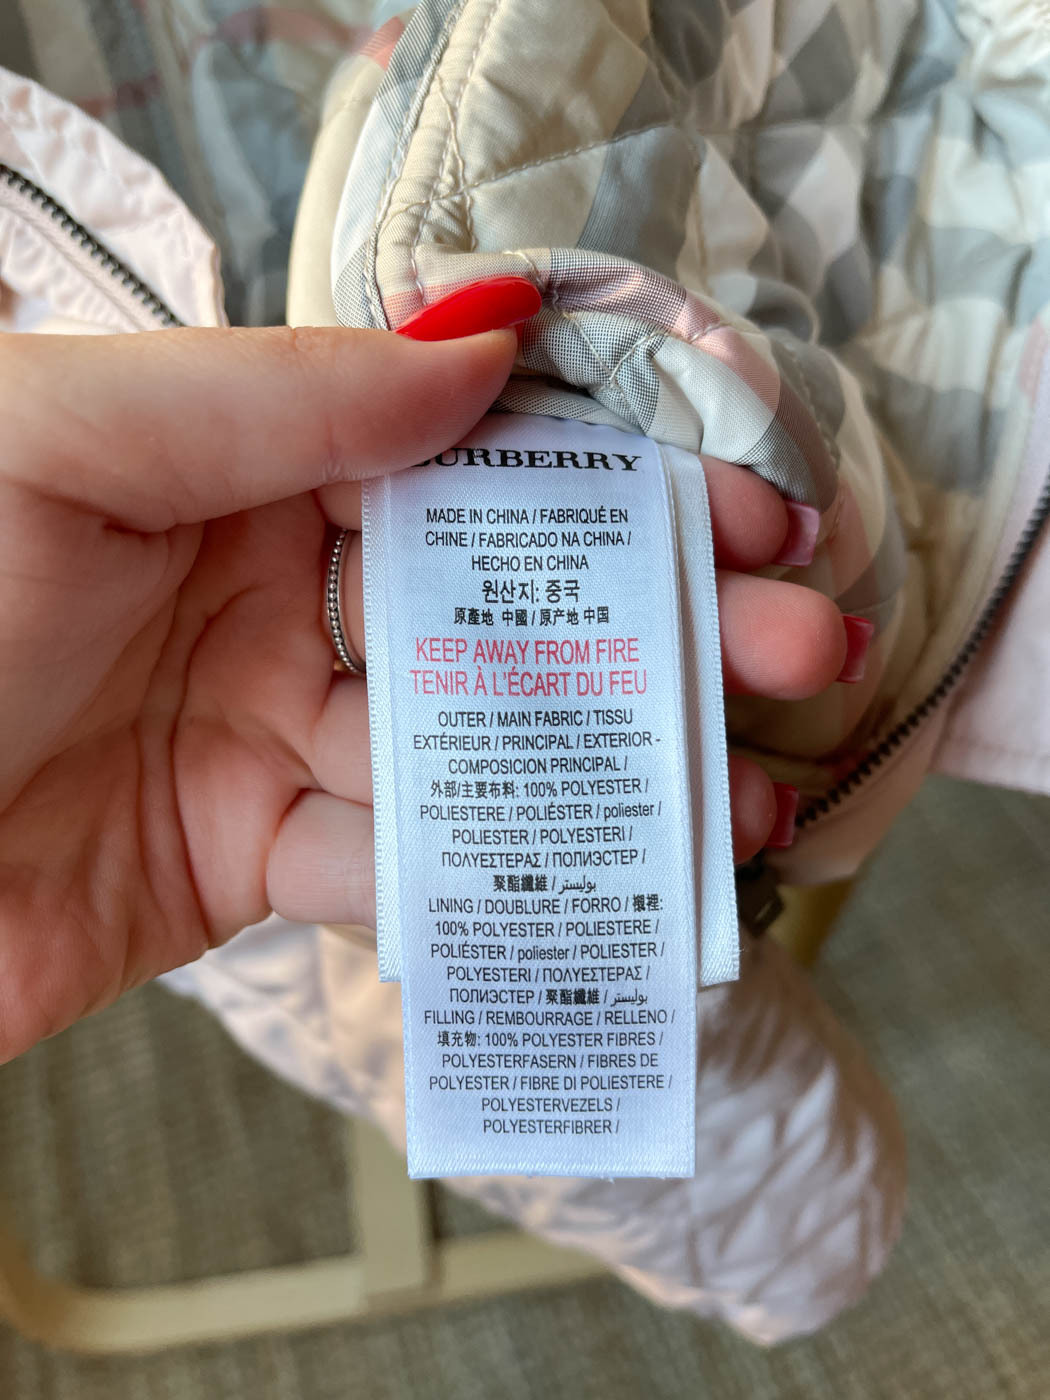 BURBERRY
MADE IN CHINA / FABRIQUÉ EN
CHINE / FABRICADO NA CHINA /
HECHO EN CHINA
원산지: 중국
原產地 中國 / 原产地 中国
KEEP AWAY FROM FIRE
TENIR À L'ÉCART DU FEU
OUTER / MAIN FABRIC / TISSU
EXTÉRIEUR / PRINCIPAL / EXTERIOR -
COMPOSICION PRINCIPAL /
外部/主要布料: 100% POLYESTER /
POLIESTERE / POLIÉSTER / poliester /
POLIESTER / POLYESTERI /
ΠΟΛΥΕΣΤΕΡΑΣ / ПОЛИЭСТЕР /
聚酯纖維 / بوليستر /
LINING / DOUBLURE / FORRO / 襯裡:
100% POLYESTER / POLIESTERE /
POLIÉSTER / poliester / POLIESTER /
POLYESTERI / ΠΟΛΥΕΣΤΕΡΑΣ /
ПОЛИЭСТЕР / 聚酯纖維 / بوليستر /
FILLING / REMBOURRAGE / RELLENO /
填充物: 100% POLYESTER FIBRES /
POLYESTERFASERN / FIBRES DE
POLYESTER / FIBRE DI POLIESTERE /
POLYESTERVEZELS /
POLYESTERFIBRER /